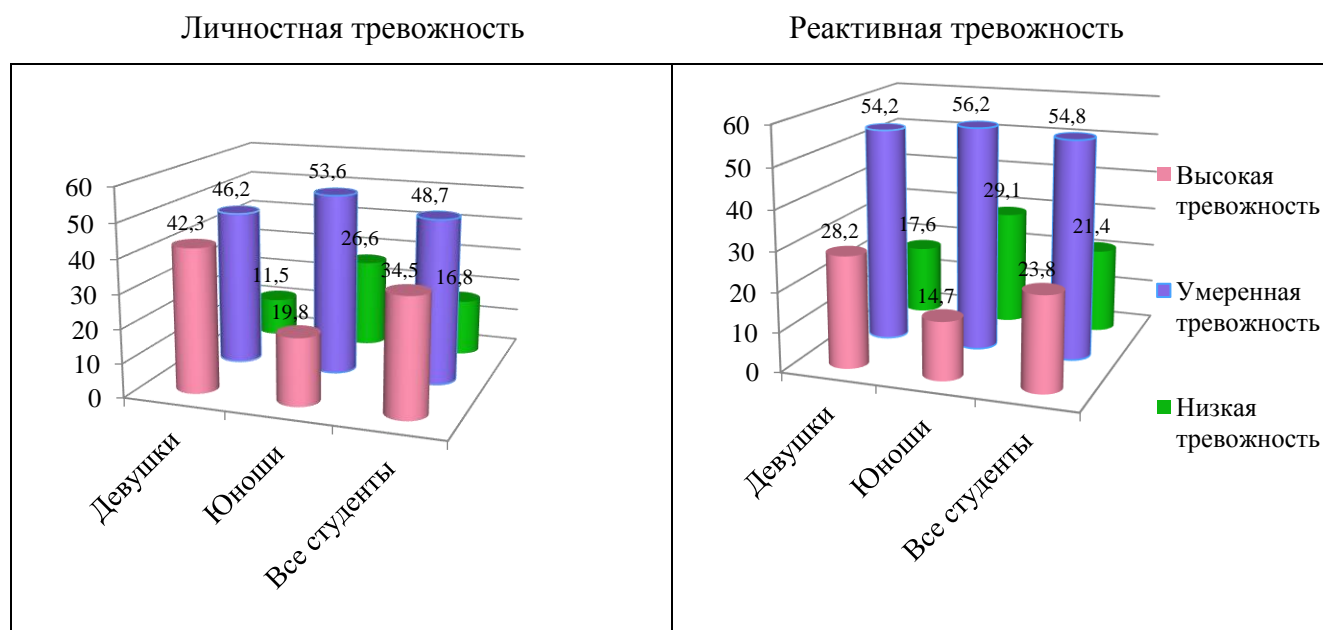 Личностная тревожность
Реактивная тревожность
60
50
40
30
20
10
0
42,3
46,2
11,5
19,8
53,6
26,6
34,5
48,7
16,8
Девушки
Юноши
Все студенты
60
50
40
30
20
10
0
28,2
54,2
17,6
14,7
56,2
29,1
23,8
54,8
21,4
Девушки
Юноши
Все студенты
Высокая
тревожность
Умеренная
тревожность
Низкая
тревожность